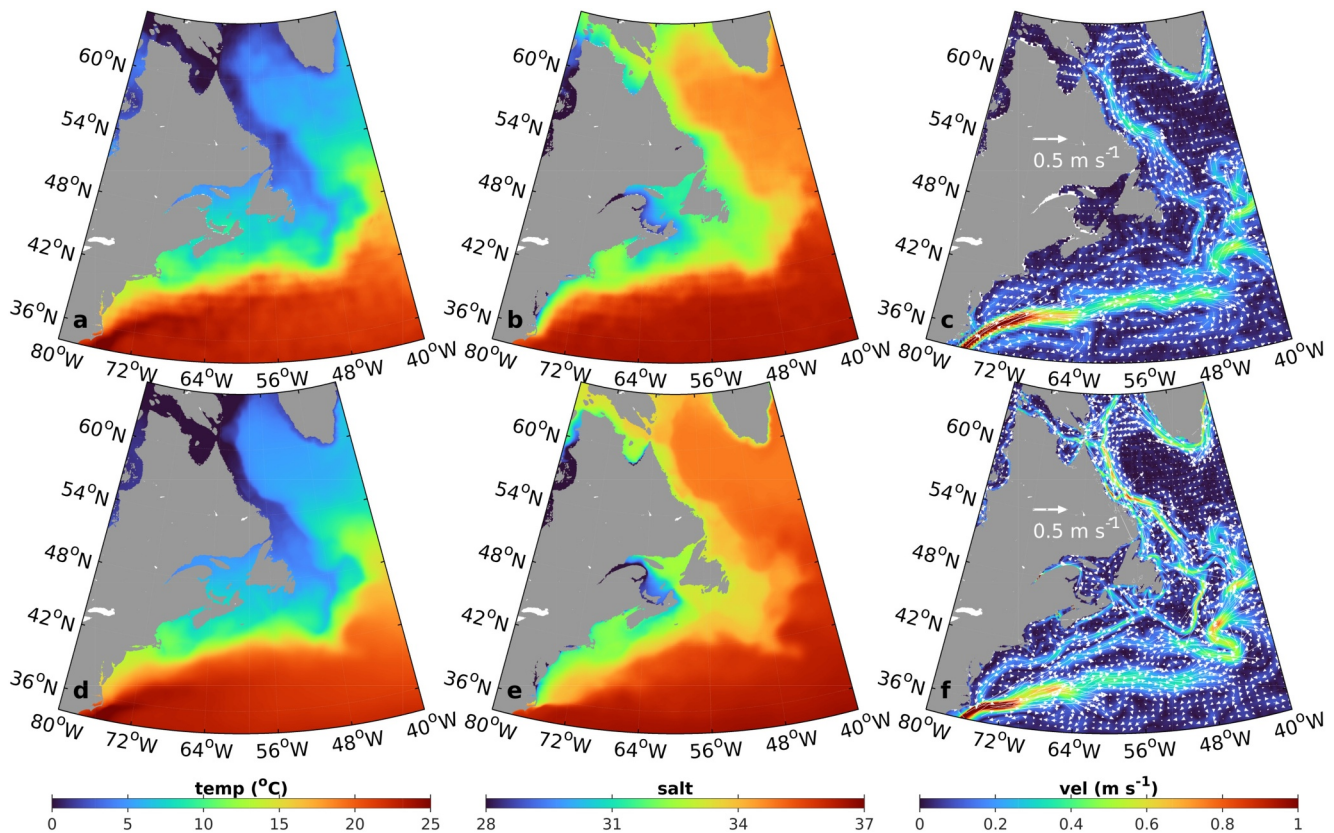 60°N
54°N
48°N
42°N
36°N
80°W
72°W
64°W
56°W
48°W
40°W
a
60°N
54°N
48°N
42°N
36°N
80°W
72°W
64°W
56°W
48°W
40°W
b
60°N
54°N
48°N
42°N
36°N
80°W
72°W
64°W
56°W
48°W
40°W
0.5 m s⁻¹
c
60°N
54°N
48°N
42°N
36°N
80°W
72°W
64°W
56°W
48°W
40°W
d
60°N
54°N
48°N
42°N
36°N
80°W
72°W
64°W
56°W
48°W
40°W
e
60°N
54°N
48°N
42°N
36°N
80°W
72°W
64°W
56°W
48°W
40°W
0.5 m s⁻¹
f
temp (°C)
0 5 10 15 20 25
salt
28 31 34 37
vel (m s⁻¹)
0 0.2 0.4 0.6 0.8 1